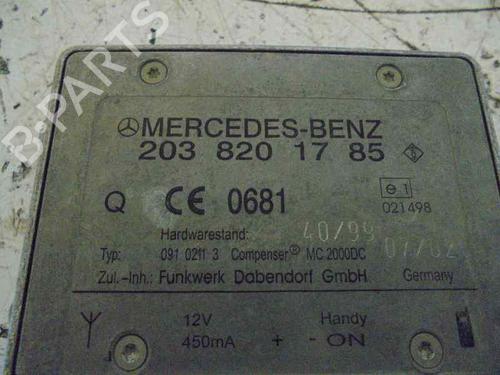 MERCEDES-BENZ
203 820 17 85 S
Q CE 0681 e1
021498
Hardwarestand: 40/99 07/02
Typ: 091 0211 3 Compenser® MC 2000DC
Zul.-Inh.: Funkwerk Dabendorf GmbH Germany
12V Handy
450mA + - ON
B-PARTS